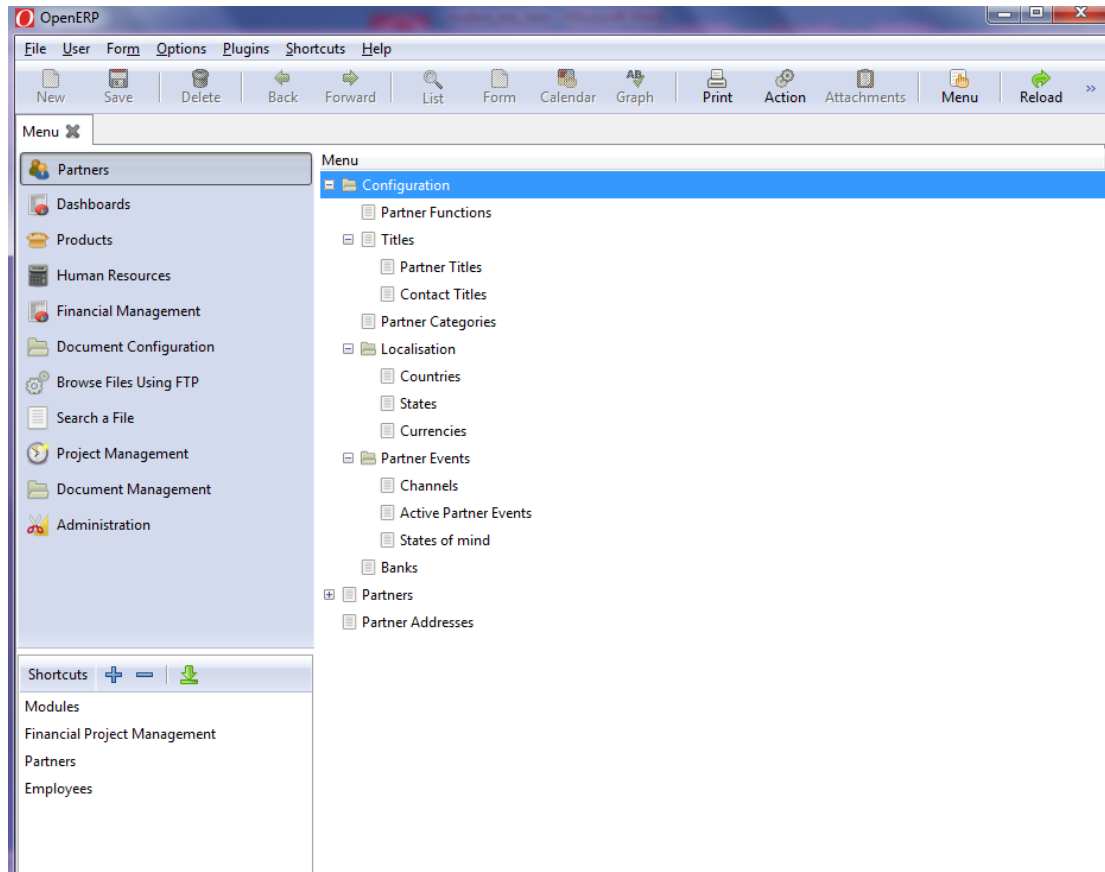 OpenERP
File User Form Options Plugins Shortcuts Help
New Save Delete Back Forward List Form Calendar Graph Print Action Attachments Menu Reload »
Menu
Partners
Dashboards
Products
Human Resources
Financial Management
Document Configuration
Browse Files Using FTP
Search a File
Project Management
Document Management
Administration
Menu
Configuration
Partner Functions
Titles
Partner Titles
Contact Titles
Partner Categories
Localisation
Countries
States
Currencies
Partner Events
Channels
Active Partner Events
States of mind
Banks
Partners
Partner Addresses
Shortcuts
Modules
Financial Project Management
Partners
Employees